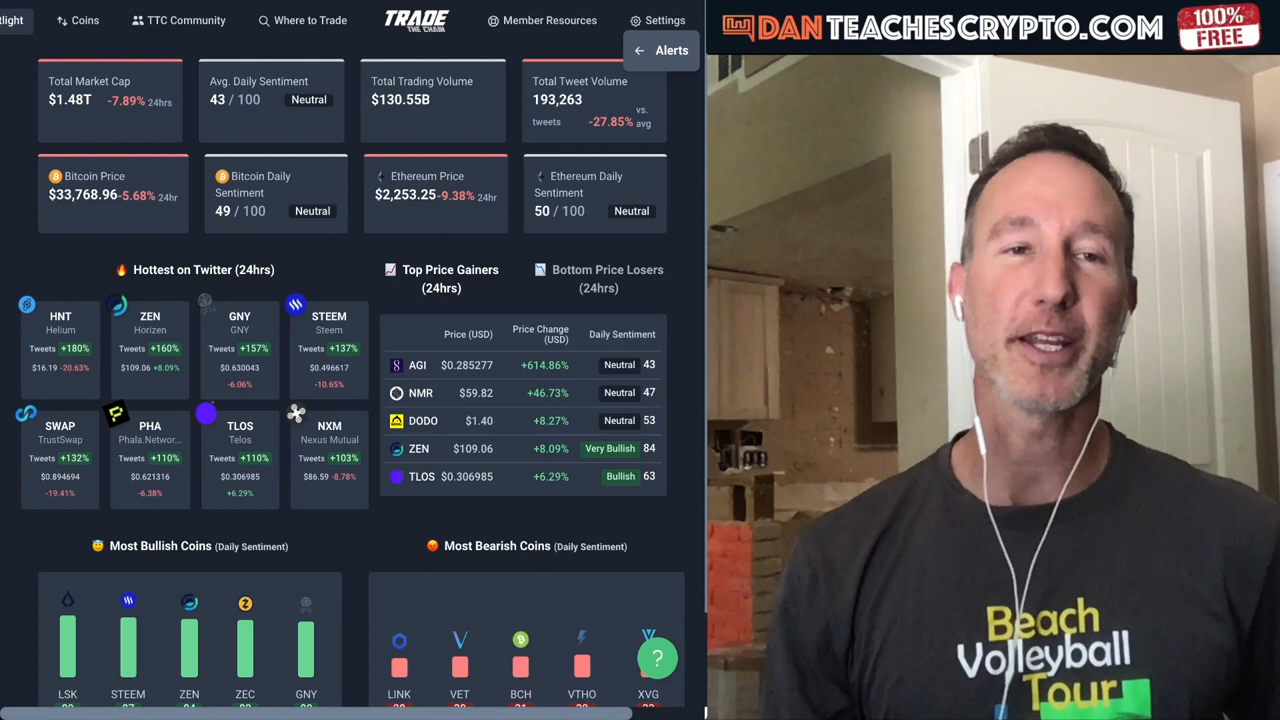 tlight
Coins
TTC Community
Where to Trade
TRADE
THE CHAIN
Member Resources
Settings
Alerts
DANTEACHESCRYPTO.COM
100%
FREE
Total Market Cap
$1.48T -7.89% 24hrs
Avg. Daily Sentiment
43 / 100 Neutral
Total Trading Volume
$130.55B
Total Tweet Volume
193,263
tweets -27.85% vs. avg
Bitcoin Price
$33,768.96 -5.68% 24hr
Bitcoin Daily
Sentiment
49 / 100 Neutral
Ethereum Price
$2,253.25 -9.38% 24hr
Ethereum Daily
Sentiment
50 / 100 Neutral
Hottest on Twitter (24hrs)
HNT
Helium
Tweets +180%
$16.19 -20.63%
ZEN
Horizen
Tweets +160%
$109.06 +8.09%
GNY
GNY
Tweets +157%
$0.630043
-6.06%
STEEM
Steem
Tweets +137%
$0.496617
-10.65%
SWAP
TrustSwap
Tweets +132%
$0.894694
-19.41%
PHA
Phala.Networ...
Tweets +110%
$0.621316
-6.38%
TLOS
Telos
Tweets +110%
$0.306985
+6.29%
NXM
Nexus Mutual
Tweets +103%
$86.59 -8.78%
Top Price Gainers
(24hrs)
Bottom Price Losers
(24hrs)
Price (USD) Price Change (USD) Daily Sentiment
AGI $0.285277 +614.86% Neutral 43
NMR $59.82 +46.73% Neutral 47
DODO $1.40 +8.27% Neutral 53
ZEN $109.06 +8.09% Very Bullish 84
TLOS $0.306985 +6.29% Bullish 63
Most Bullish Coins (Daily Sentiment)
LSK STEEM ZEN ZEC GNY
Most Bearish Coins (Daily Sentiment)
LINK VET BCH VTHO XVG
?
Beach
Volleyball
Tour